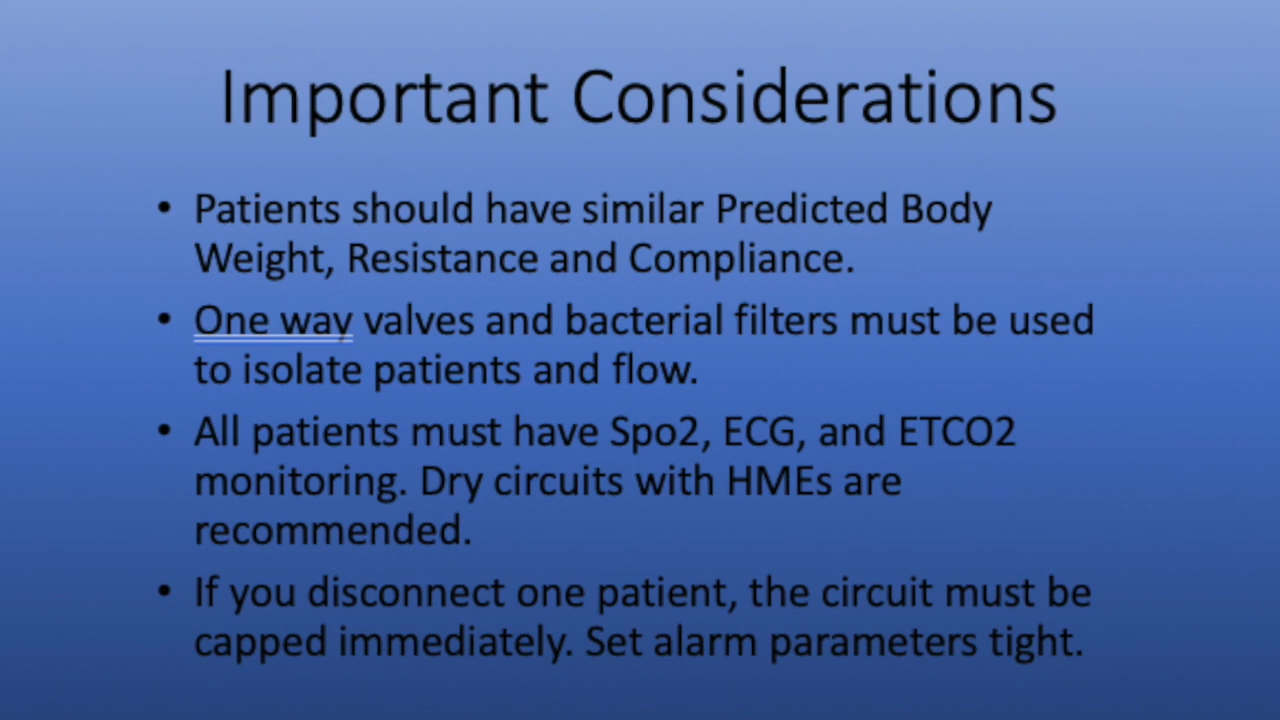 Important Considerations
• Patients should have similar Predicted Body
Weight, Resistance and Compliance.
• One way valves and bacterial filters must be used
to isolate patients and flow.
• All patients must have Spo2, ECG, and ETCO2
monitoring. Dry circuits with HMEs are
recommended.
• If you disconnect one patient, the circuit must be
capped immediately. Set alarm parameters tight.